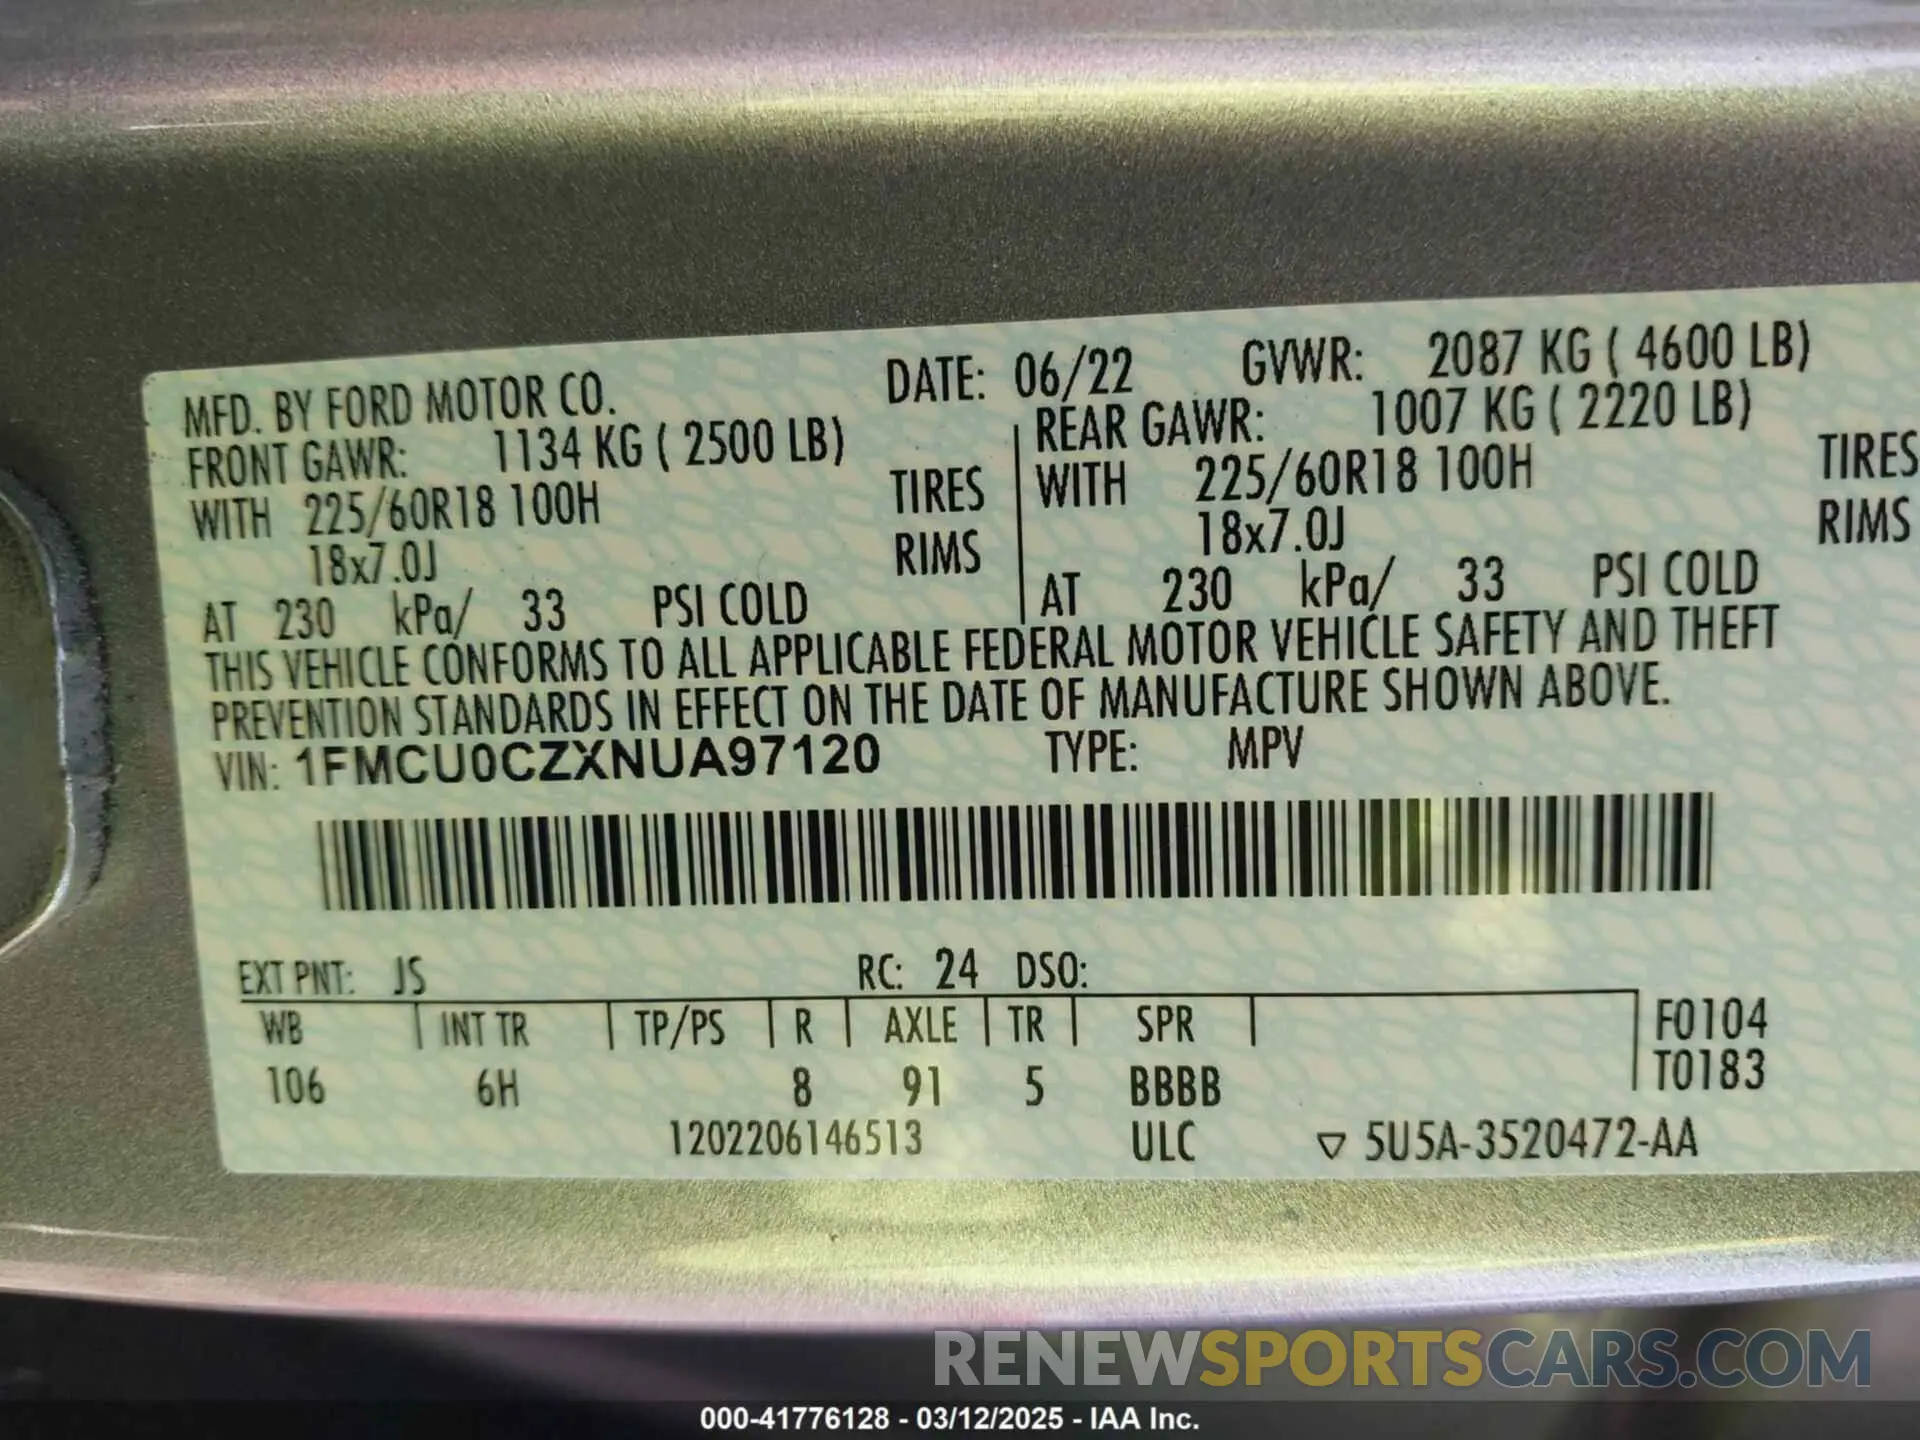 MFD. BY FORD MOTOR CO. DATE: 06/22 GVWR: 2087 KG ( 4600 LB)
FRONT GAWR: 1134 KG ( 2500 LB) REAR GAWR: 1007 KG ( 2220 LB)
WITH 225/60R18 100H TIRES WITH 225/60R18 100H TIRES
18x7.0J RIMS 18x7.0J RIMS
AT 230 kPa/ 33 PSI COLD AT 230 kPa/ 33 PSI COLD
THIS VEHICLE CONFORMS TO ALL APPLICABLE FEDERAL MOTOR VEHICLE SAFETY AND THEFT
PREVENTION STANDARDS IN EFFECT ON THE DATE OF MANUFACTURE SHOWN ABOVE.
VIN: 1FMCU0CZXNUA97120 TYPE: MPV
EXT PNT: JS RC: 24 DSO:
WB INT TR TP/PS R AXLE TR SPR F0104
106 6H 8 91 5 BBBB T0183
1202206146513 ULC ▽ 5U5A-3520472-AA
RENEWSPORTSCARS.COM
000-41776128 - 03/12/2025 - IAA Inc.